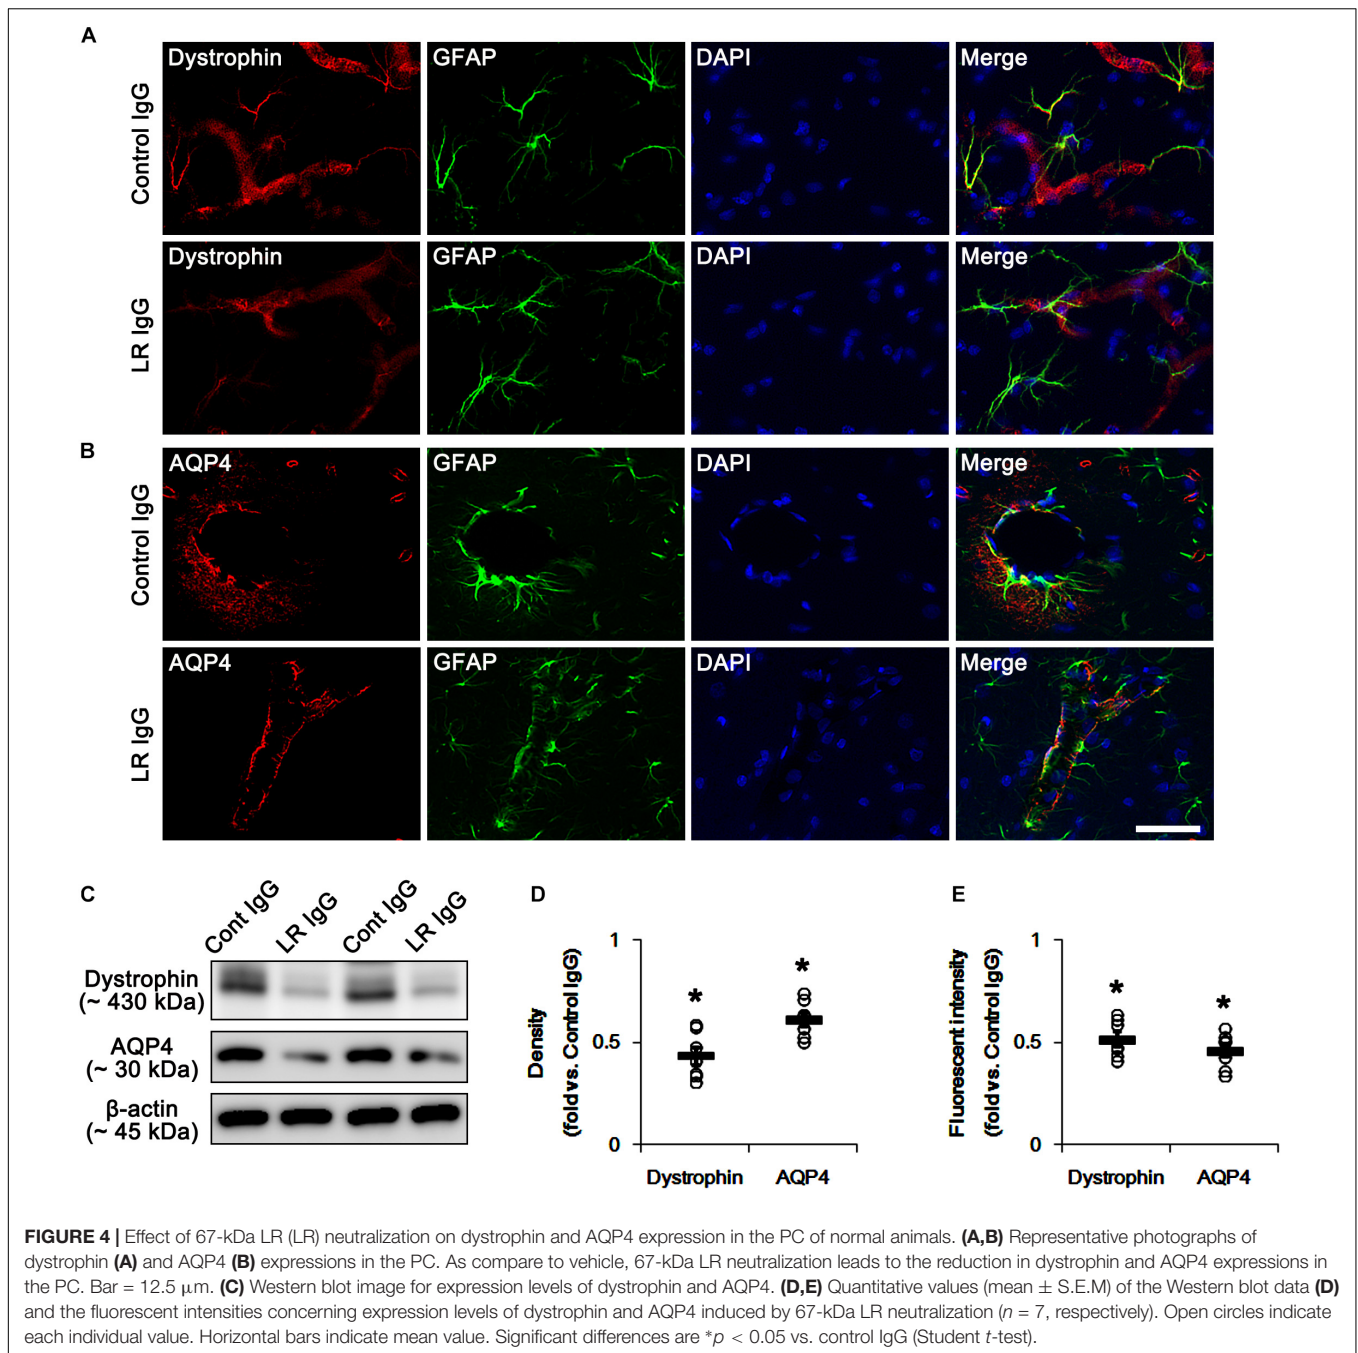 A
Control IgG
Dystrophin
GFAP
DAPI
Merge
LR IgG
Dystrophin
GFAP
DAPI
Merge
B
Control IgG
AQP4
GFAP
DAPI
Merge
LR IgG
AQP4
GFAP
DAPI
Merge
C
Cont IgG
LR IgG
Cont IgG
LR IgG
Dystrophin
(~ 430 kDa)
AQP4
(~ 30 kDa)
β-actin
(~ 45 kDa)
D
Density
(fold vs. Control IgG)
1
0.5
0
*
*
Dystrophin
AQP4
E
Fluorescent intensity
(fold vs. Control IgG)
1
0.5
0
*
*
Dystrophin
AQP4
FIGURE 4 | Effect of 67-kDa LR (LR) neutralization on dystrophin and AQP4 expression in the PC of normal animals. (A,B) Representative photographs of
dystrophin (A) and AQP4 (B) expressions in the PC. As compare to vehicle, 67-kDa LR neutralization leads to the reduction in dystrophin and AQP4 expressions in
the PC. Bar = 12.5 μm. (C) Western blot image for expression levels of dystrophin and AQP4. (D,E) Quantitative values (mean ± S.E.M) of the Western blot data (D)
and the fluorescent intensities concerning expression levels of dystrophin and AQP4 induced by 67-kDa LR neutralization (n = 7, respectively). Open circles indicate
each individual value. Horizontal bars indicate mean value. Significant differences are *p < 0.05 vs. control IgG (Student t-test).